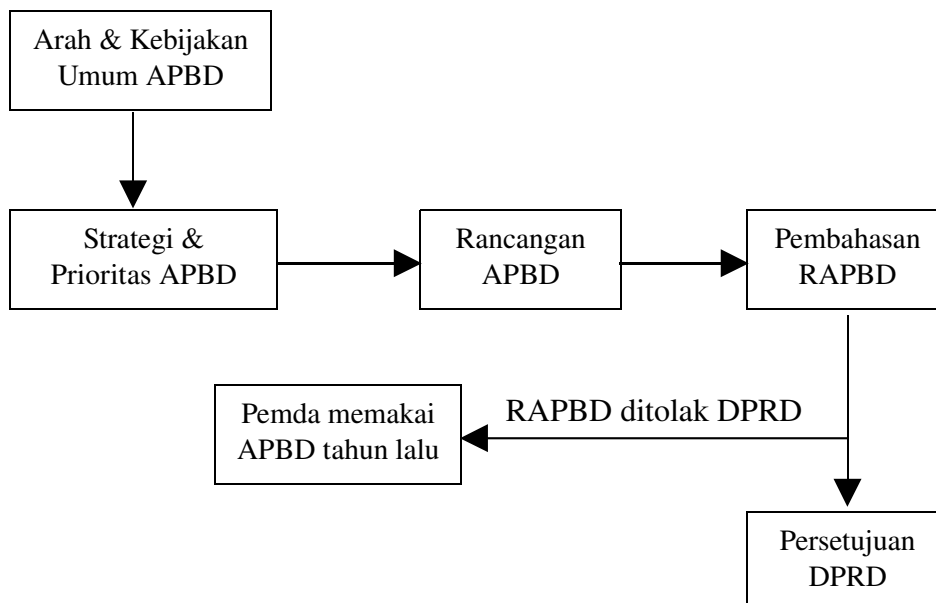 Arah & Kebijakan
Umum APBD
Strategi &
Prioritas APBD
Rancangan
APBD
Pembahasan
RAPBD
Pemda memakai
APBD tahun lalu
RAPBD ditolak DPRD
Persetujuan
DPRD